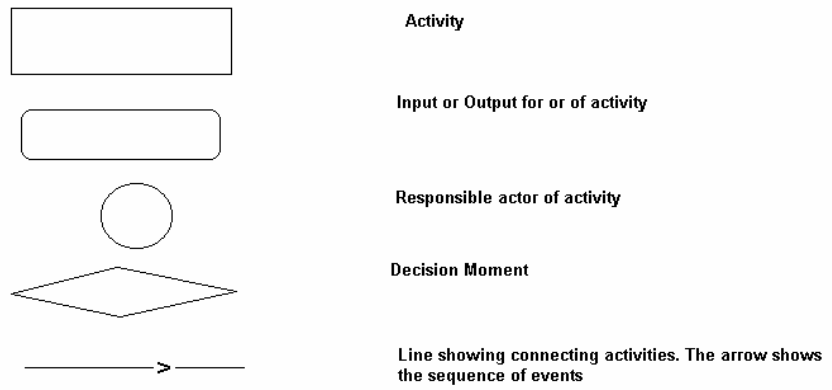 Activity
Input or Output for or of activity
Responsible actor of activity
Decision Moment
Line showing connecting activities. The arrow shows
the sequence of events